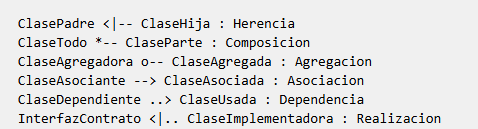 ClasePadre <|-- ClaseHija : Herencia
ClaseTodo *-- ClaseParte : Composicion
ClaseAgregadora o-- ClaseAgregada : Agregacion
ClaseAsociante --> ClaseAsociada : Asociacion
ClaseDependiente ..> ClaseUsada : Dependencia
InterfazContrato <|.. ClaseImplementadora : Realizacion